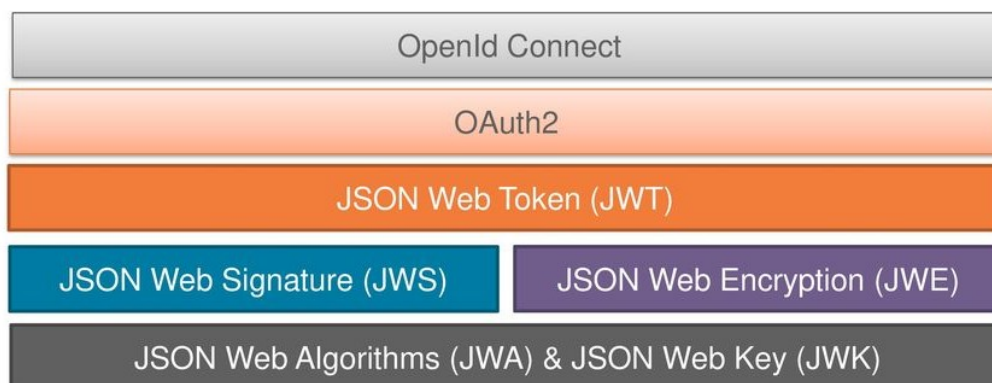 OpenId Connect
OAuth2
JSON Web Token (JWT)
JSON Web Signature (JWS)
JSON Web Encryption (JWE)
JSON Web Algorithms (JWA) & JSON Web Key (JWK)